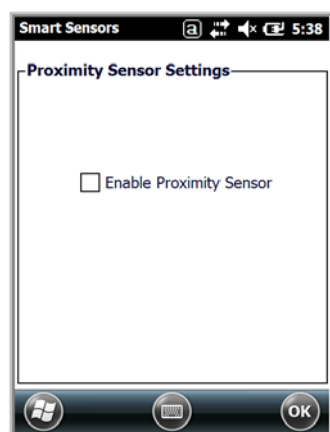 Smart Sensors a 5:38
Proximity Sensor Settings
Enable Proximity Sensor
OK